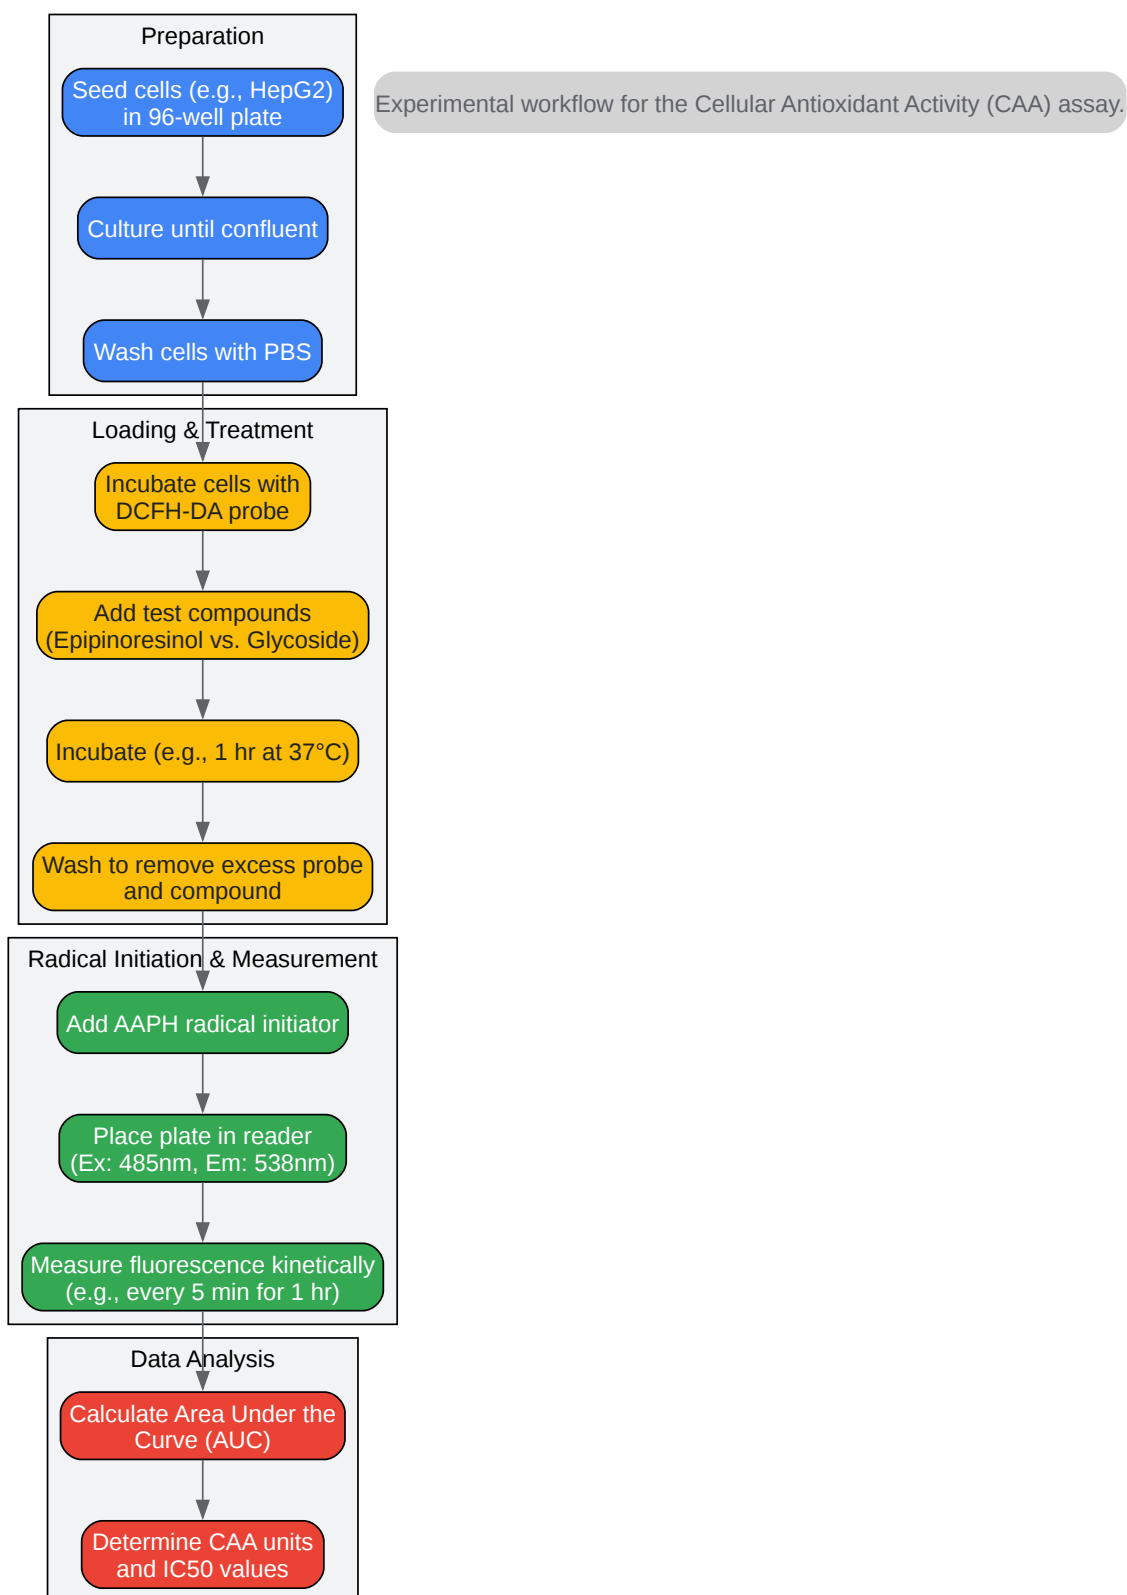 Preparation
Seed cells (e.g., HepG2)
in 96-well plate
Experimental workflow for the Cellular Antioxidant Activity (CAA) assay.
Culture until confluent
Wash cells with PBS
Loading & Treatment
Incubate cells with
DCFH-DA probe
Add test compounds
(Epipinoresinol vs. Glycoside)
Incubate (e.g., 1 hr at 37°C)
Wash to remove excess probe
and compound
Radical Initiation & Measurement
Add AAPH radical initiator
Place plate in reader
(Ex: 485nm, Em: 538nm)
Measure fluorescence kinetically
(e.g., every 5 min for 1 hr)
Data Analysis
Calculate Area Under the
Curve (AUC)
Determine CAA units
and IC50 values